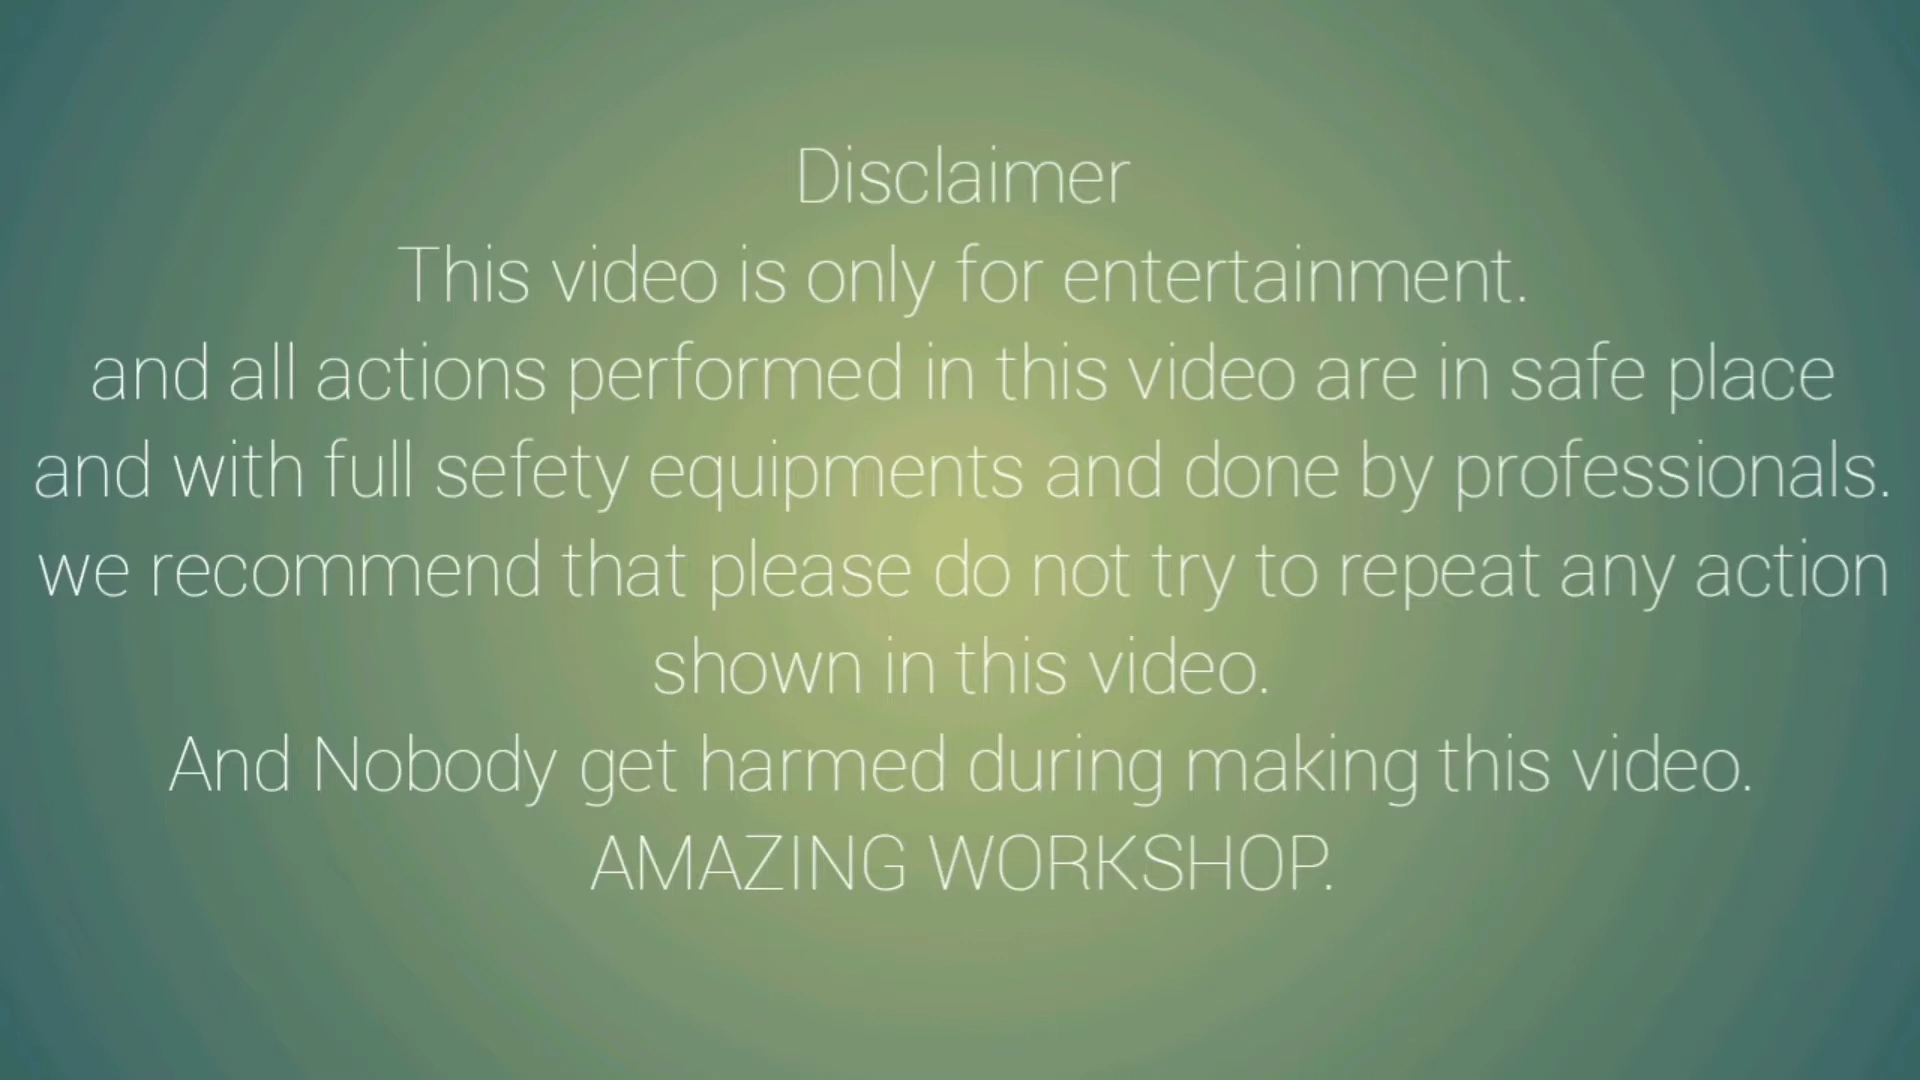 Disclaimer
This video is only for entertainment.
and all actions performed in this video are in safe place
and with full sefety equipments and done by professionals.
we recommend that please do not try to repeat any action
shown in this video.
And Nobody get harmed during making this video.
AMAZING WORKSHOP.